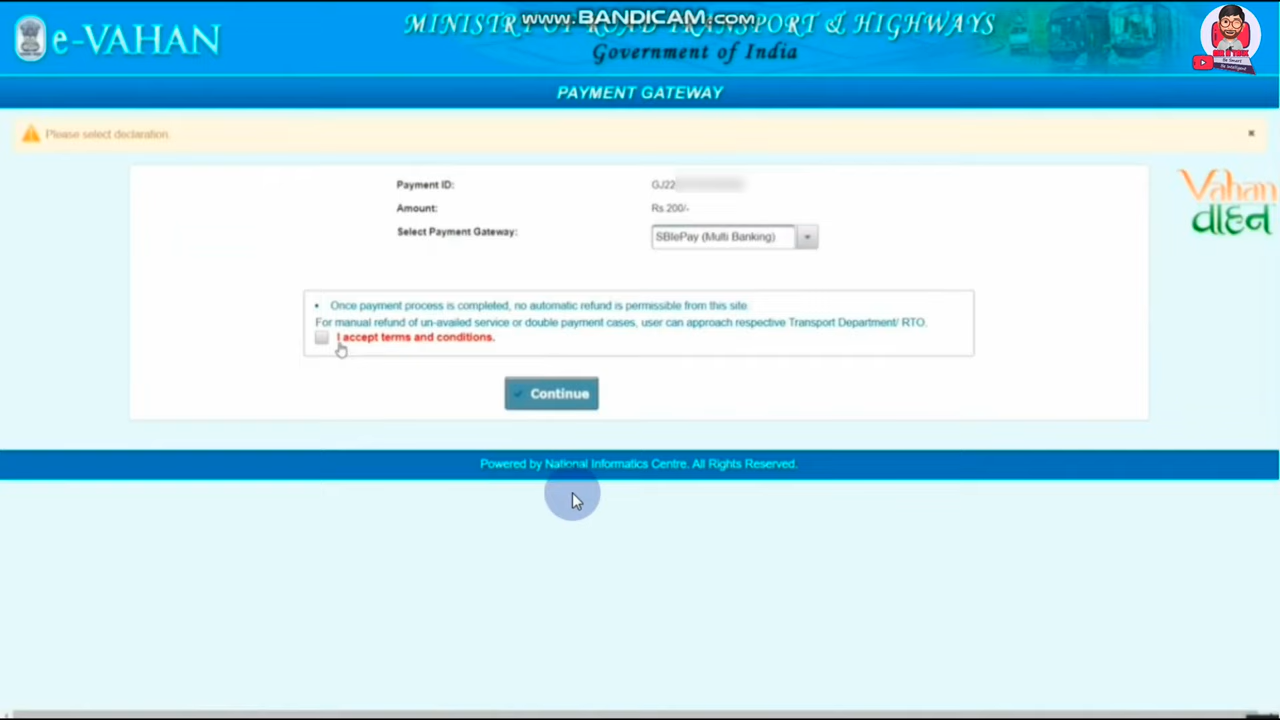 www.BANDICAM.com
e-VAHAN
MINISTRY OF ROAD TRANSPORT & HIGHWAYS
Government of India
PAYMENT GATEWAY
Please select declaration.
Payment ID: GJ22
Amount: Rs.200/-
Select Payment Gateway: SBIePay (Multi Banking)
Vahan
વાહન
• Once payment process is completed, no automatic refund is permissible from this site.
For manual refund of un-availed service or double payment cases, user can approach respective Transport Department/ RTO.
I accept terms and conditions.
Continue
Powered by National Informatics Centre. All Rights Reserved.